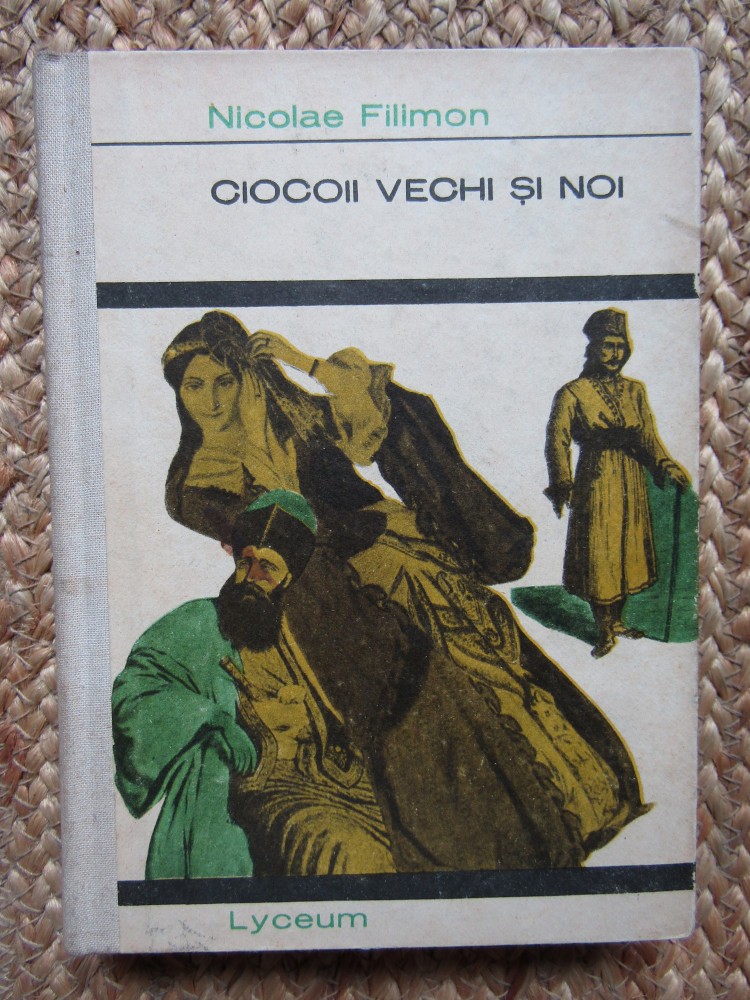 Nicolae Filimon
CIOCOII VECHI ȘI NOI
Lyceum